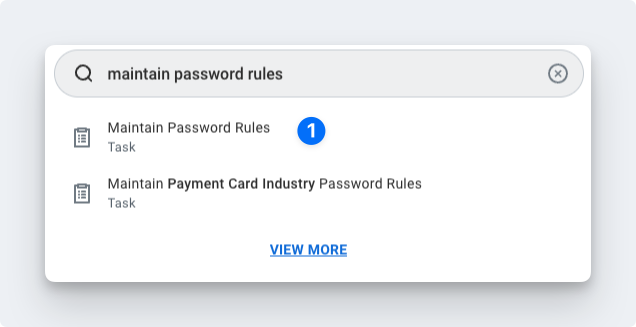 maintain password rules
Maintain Password Rules
1
Task
Maintain Payment Card Industry Password Rules
Task
VIEW MORE